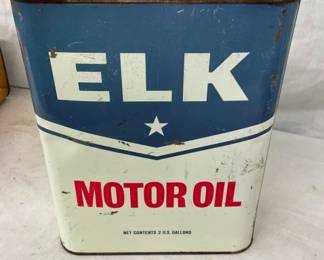 ELK
MOTOR OIL
NET CONTENTS 2 U.S. GALLONS